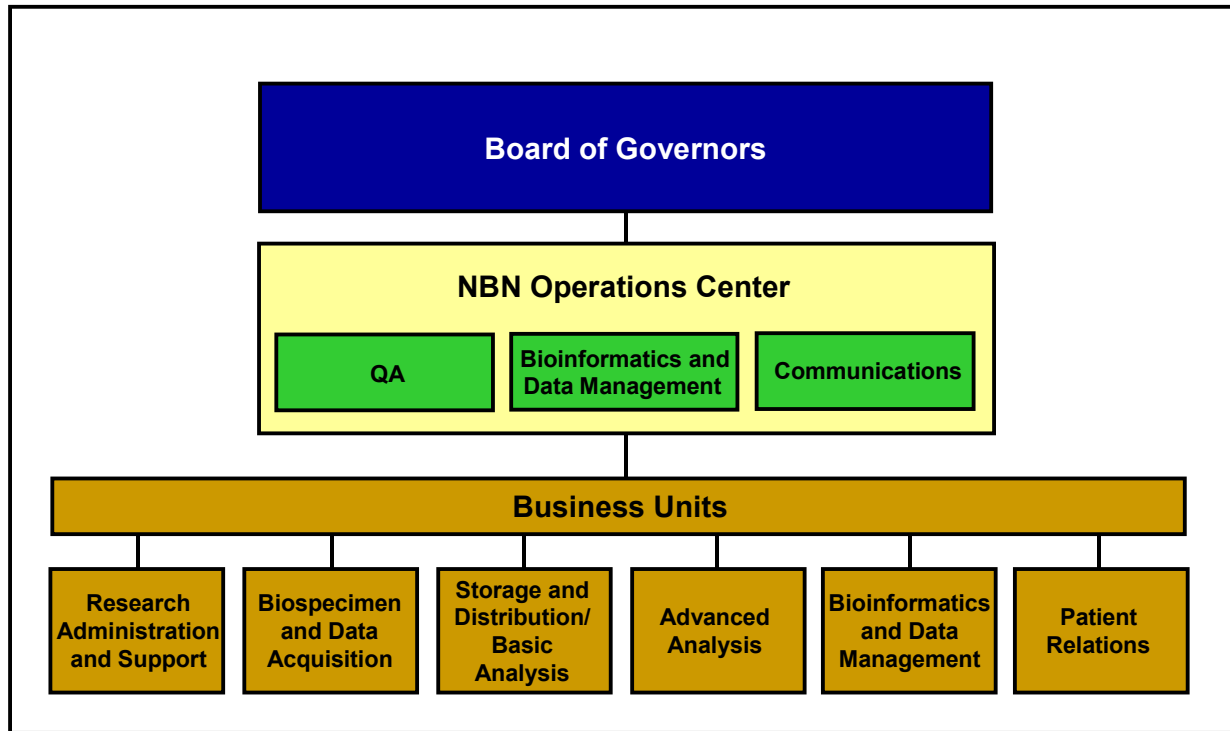 Board of Governors
NBN Operations Center
QA
Bioinformatics and
Data Management
Communications
Business Units
Research
Administration
and Support
Biospecimen
and Data
Acquisition
Storage and
Distribution/
Basic
Analysis
Advanced
Analysis
Bioinformatics
and Data
Management
Patient
Relations